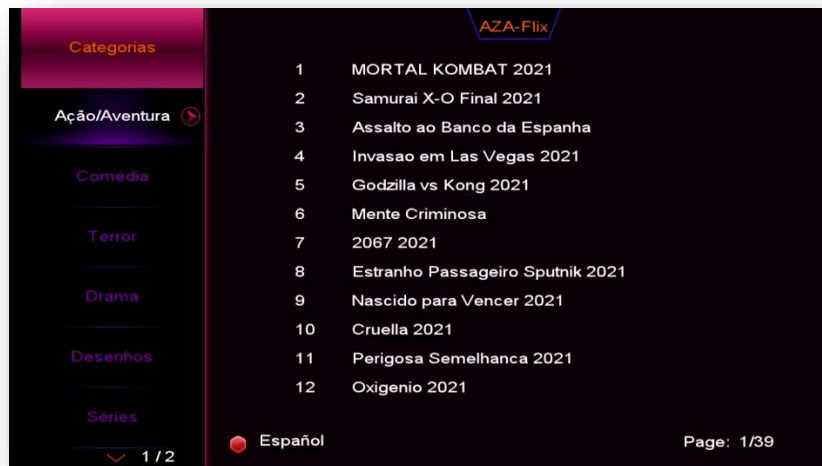 Categorias
Ação/Aventura
Comédia
Terror
Drama
Desenhos
Séries
1/2
AZA-Flix
1 MORTAL KOMBAT 2021
2 Samurai X-O Final 2021
3 Assalto ao Banco da Espanha
4 Invasao em Las Vegas 2021
5 Godzilla vs Kong 2021
6 Mente Criminosa
7 2067 2021
8 Estranho Passageiro Sputnik 2021
9 Nascido para Vencer 2021
10 Cruella 2021
11 Perigosa Semelhanca 2021
12 Oxigenio 2021
Español Page: 1/39